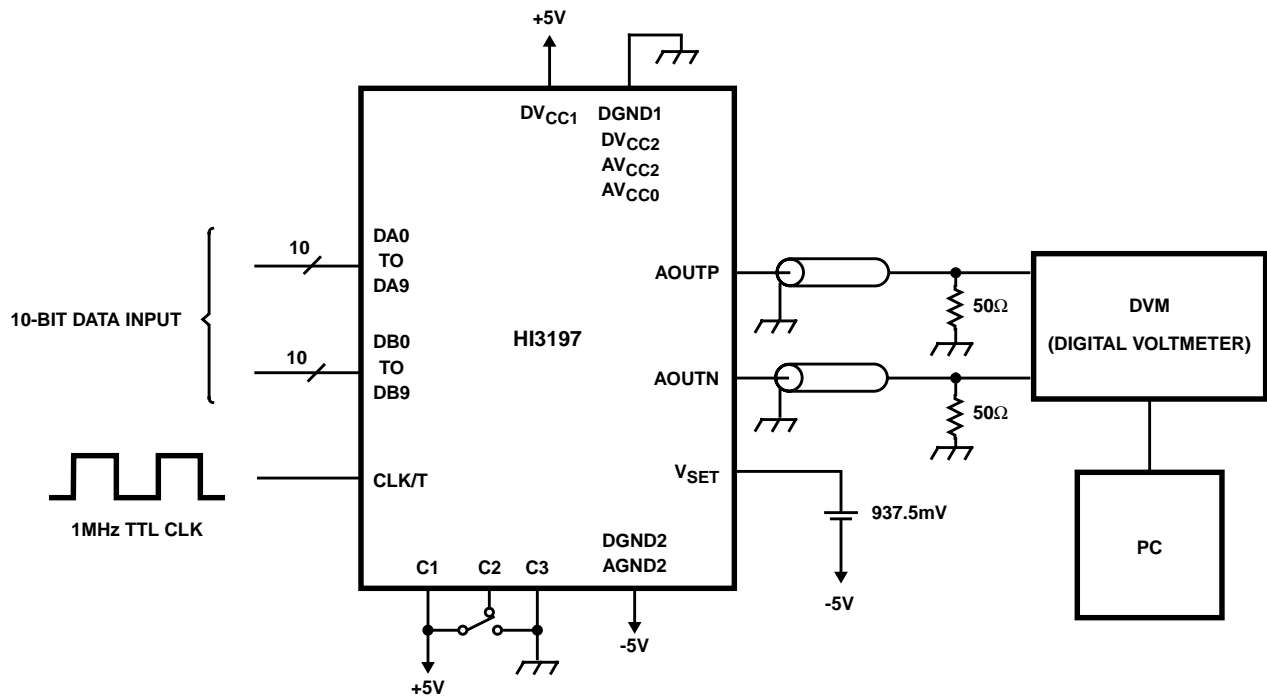 +5V
DVCC1
DGND1
DVCC2
AVCC2
AVCC0
10-BIT DATA INPUT
10
DA0
TO
DA9
10
DB0
TO
DB9
HI3197
AOUTP
AOUTN
50Ω
50Ω
DVM
(DIGITAL VOLTMETER)
1MHz TTL CLK
CLK/T
VSET
937.5mV
-5V
PC
C1
C2
C3
DGND2
AGND2
+5V
-5V